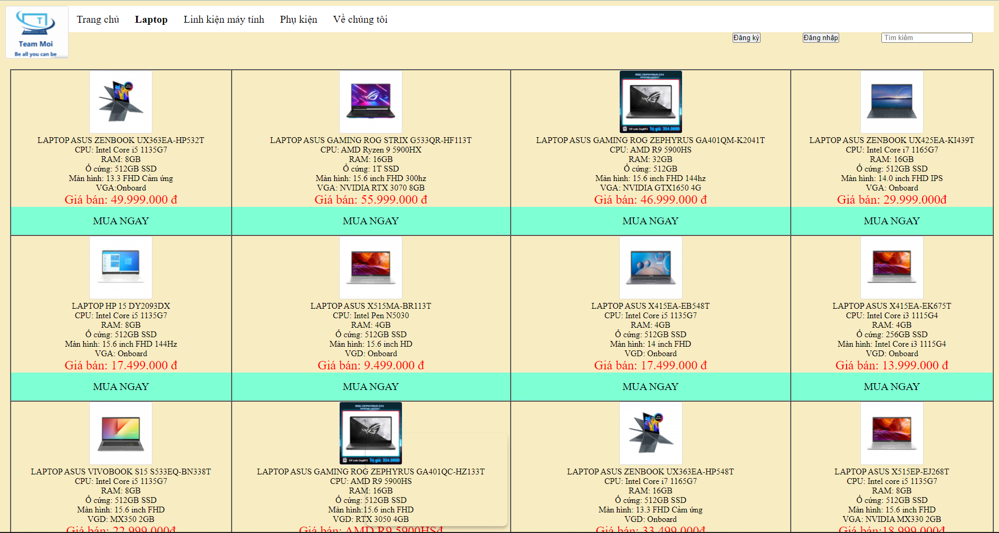 T
Team Moi
Be all you can be
Trang chủ Laptop Linh kiện máy tính Phụ kiện Về chúng tôi
Đăng ký Đăng nhập Tìm kiếm
LAPTOP ASUS ZENBOOK UX363EA-HP532T
CPU: Intel Core i5 1135G7
RAM: 8GB
Ổ cứng: 512GB SSD
Màn hình: 13.3 FHD Cảm ứng
VGA:Onboard
Giá bán: 49.999.000 đ
MUA NGAY
LAPTOP ASUS GAMING ROG STRIX G533QR-HF113T
CPU: AMD Ryzen 9 5900HX
RAM: 16GB
Ổ cứng: 1T SSD
Màn hình: 15.6 inch FHD 300hz
VGA: NVIDIA RTX 3070 8GB
Giá bán: 55.999.000 đ
MUA NGAY
ROG ZEPHYRUS G14
VIP code ZingMP3 Trị giá: 354.000Đ
LAPTOP ASUS GAMING ROG ZEPHYRUS GA401QM-K2041T
CPU: AMD R9 5900HS
RAM: 32GB
Ổ cứng: 512GB
Màn hình: 15.6 inch FHD 144hz
VGA: NVIDIA GTX1650 4G
Giá bán: 46.999.000 đ
MUA NGAY
LAPTOP ASUS ZENBOOK UX425EA-KI439T
CPU: Intel Core i7 1165G7
RAM: 16GB
Ổ cứng: 512GB SSD
Màn hình: 14.0 inch FHD IPS
VGA: Onboard
Giá bán: 29.999.000đ
MUA NGAY
LAPTOP HP 15 DY2093DX
CPU: Intel Core i5 1135G7
RAM: 8GB
Ổ cứng: 512GB SSD
Màn hình: 15.6 inch FHD 144Hz
VGA: Onboard
Giá bán: 17.499.000 đ
MUA NGAY
LAPTOP ASUS X515MA-BR113T
CPU: Intel Pen N5030
RAM: 4GB
Ổ cứng: 512GB SSD
Màn hình: 15.6 inch HD
VGD: Onboard
Giá bán: 9.499.000 đ
MUA NGAY
LAPTOP ASUS X415EA-EB548T
CPU: Intel Core i5 1135G7
RAM: 4GB
Ổ cứng: 512GB SSD
Màn hình: 14 inch FHD
VGD: Onboard
Giá bán: 17.499.000 đ
MUA NGAY
LAPTOP ASUS X415EA-EK675T
CPU: Intel Core i3 1115G4
RAM: 4GB
Ổ cứng: 256GB SSD
Màn hình: Intel Core i3 1115G4
VGD: Onboard
Giá bán: 13.999.000 đ
MUA NGAY
LAPTOP ASUS VIVOBOOK S15 S533EQ-BN338T
CPU: Intel Core i5 1135G7
RAM: 8GB
Ổ cứng: 512GB SSD
Màn hình: 15.6 inch FHD
VGD: MX350 2GB
Giá bán: 22.999.000đ
ROG ZEPHYRUS G14
VIP code ZingMP3 Trị giá: 354.000Đ
LAPTOP ASUS GAMING ROG ZEPHYRUS GA401QC-HZ133T
CPU: AMD R9 5900HS
RAM: 16GB
Ổ cứng: 512GB SSD
Màn hình:15.6 inch FHD
VGD: RTX 3050 4GB
Giá bán: AMD R9 5900HSđ
LAPTOP ASUS ZENBOOK UX363EA-HP548T
CPU: Intel Core i7 1165G7
RAM: 16GB
Ổ cứng: 512GB SSD
Màn hình: 13.3 FHD Cảm ứng
VGD: Onboard
Giá bán: 33.499.000đ
LAPTOP ASUS X515EP-EJ268T
CPU: Intel core i5 1135G7
RAM: 8GB
Ổ cứng: 512GB SSD
Màn hình: 15.6 inch FHD
VGA: NVIDIA MX330 2GB
Giá bán:18.999.000đ